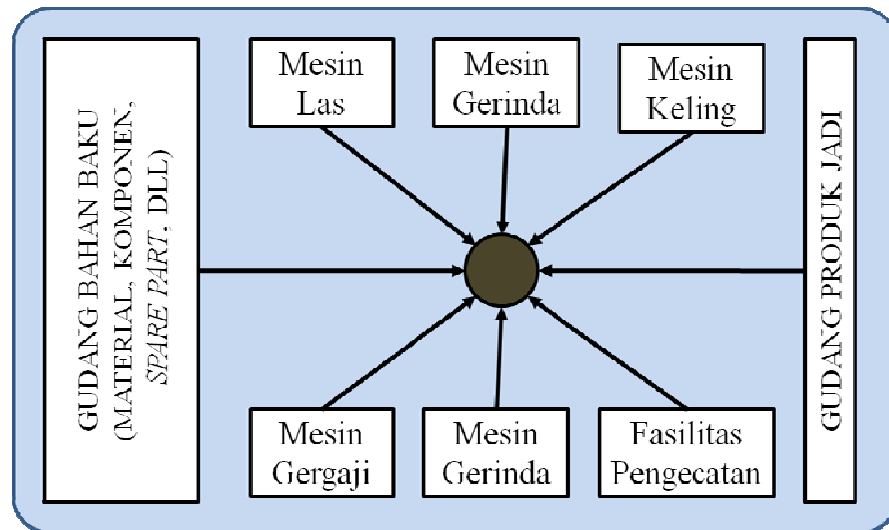 GUDANG BAHAN BAKU
(MATERIAL, KOMPONEN,
SPARE PART, DLL)
Mesin
Las
Mesin
Gerinda
Mesin
Keling
Mesin
Gergaji
Mesin
Gerinda
Fasilitas
Pengecatan
GUDANG PRODUK JADI